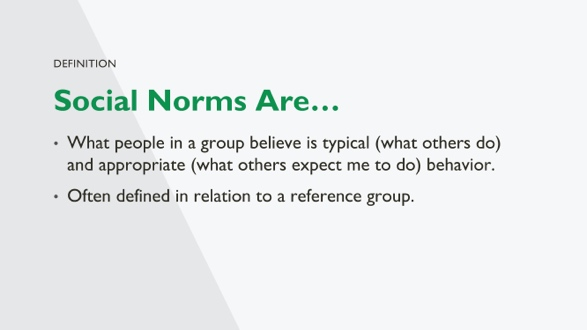 DEFINITION
Social Norms Are…
• What people in a group believe is typical (what others do)
and appropriate (what others expect me to do) behavior.
• Often defined in relation to a reference group.